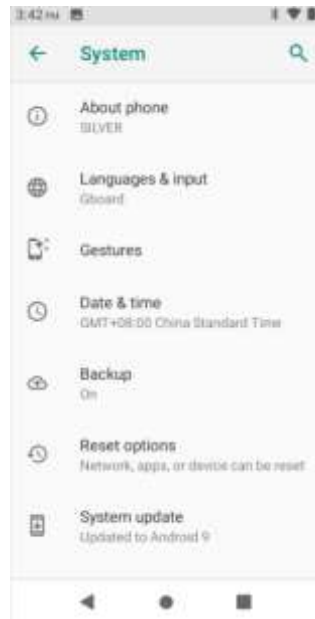 3:42 PM
System
About phone
SILVER
Languages & input
Gboard
Gestures
Date & time
GMT+08:00 China Standard Time
Backup
On
Reset options
Network, apps, or device can be reset
System update
Updated to Android 9